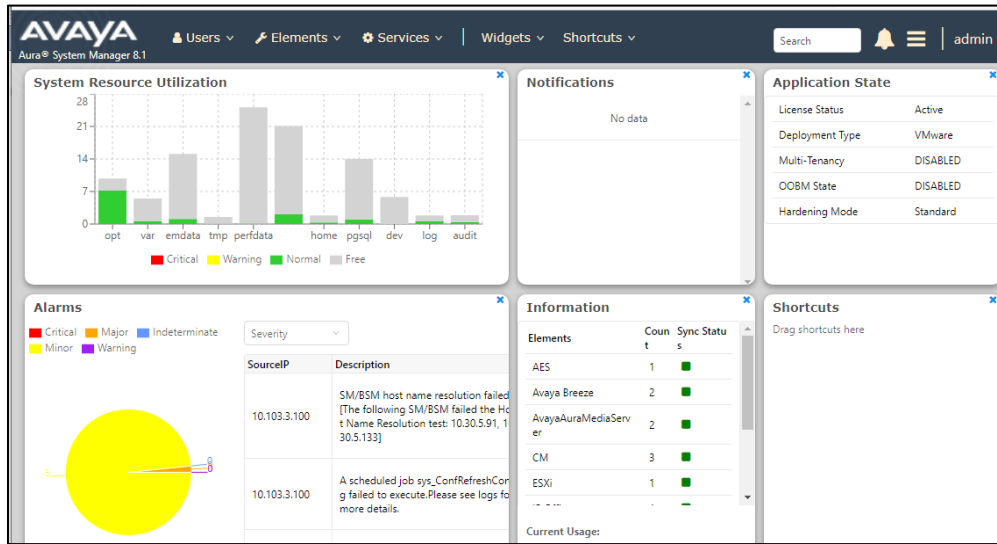 AVAYA
Aura® System Manager 8.1
Users
Elements
Services
Widgets
Shortcuts
Search
admin
System Resource Utilization
28
21
14
7
0
opt var emdata tmp perfdata home pgsql dev log audit
Critical Warning Normal Free
Notifications
No data
Application State
License Status Active
Deployment Type VMware
Multi-Tenancy DISABLED
OOBM State DISABLED
Hardening Mode Standard
Alarms
Critical Major Indeterminate
Minor Warning
Severity
SourceIP Description
10.103.3.100
SM/BSM host name resolution failed
[The following SM/BSM failed the Ho
t Name Resolution test: 10.30.5.91, 1
30.5.133]
10.103.3.100
A scheduled job sys_ConfRefreshCon
g failed to execute.Please see logs fo
more details.
Information
Elements
Coun
t
Sync Statu
s
AES 1
Avaya Breeze 2
AvayaAuraMediaServ
er
2
CM 3
ESXi 1
Current Usage:
Shortcuts
Drag shortcuts here